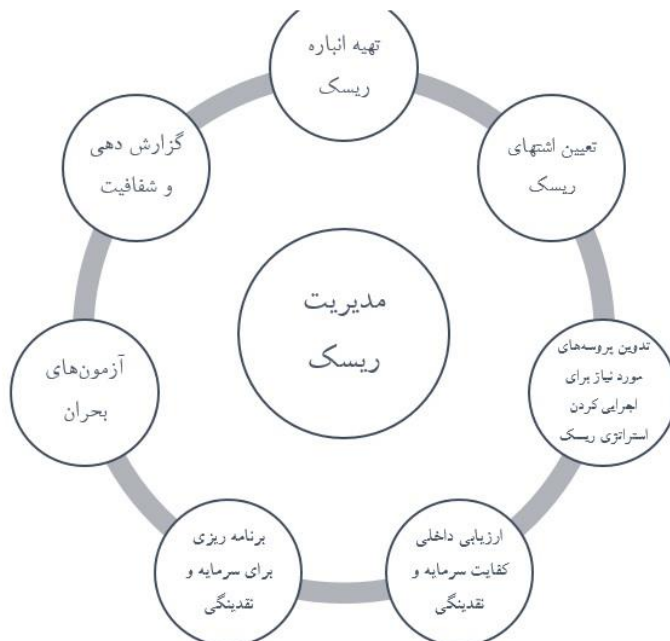 تهیه انباره
ریسک
تعیین اشتهای
ریسک
تدوین پروسه‌های
مورد نیاز برای
اجرایی کردن
استراتژی ریسک
ارزیابی داخلی
کفایت سرمایه و
نقدینگی
برنامه ریزی
برای سرمایه و
نقدینگی
آزمون‌های
بحران
گزارش دهی
و شفافیت
مدیریت
ریسک